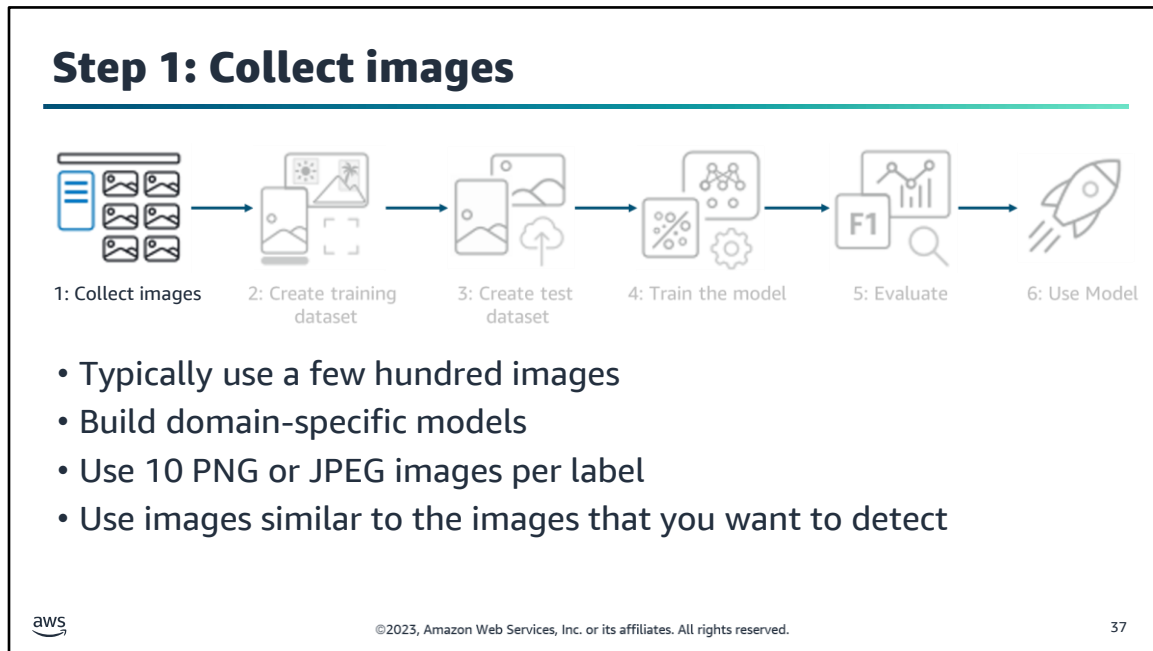 Step 1: Collect images
F1
1: Collect images
2: Create training
dataset
3: Create test
dataset
4: Train the model
5: Evaluate
6: Use Model
• Typically use a few hundred images
• Build domain-specific models
• Use 10 PNG or JPEG images per label
• Use images similar to the images that you want to detect
aws
©2023, Amazon Web Services, Inc. or its affiliates. All rights reserved.
37